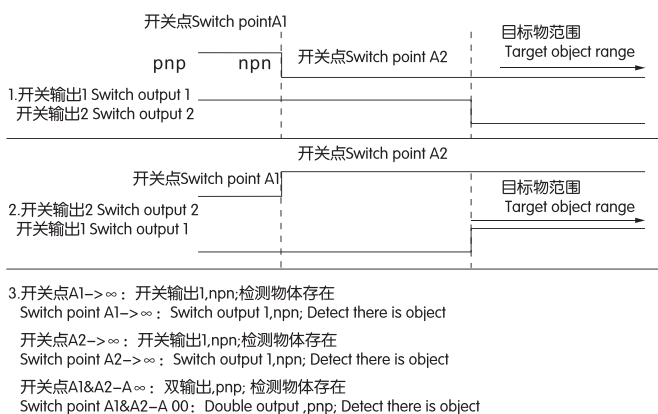 开关点Switch pointA1
目标物范围
开关点Switch point A2
Target object range
pnp npn
1.开关输出1 Switch output 1
开关输出2 Switch output 2
开关点Switch point A2
开关点Switch point A1
目标物范围
2.开关输出2 Switch output 2
Target object range
开关输出1 Switch output 1
3.开关点A1->∞：开关输出1,npn;检测物体存在
Switch point A1->∞：Switch output 1,npn; Detect there is object
开关点A2->∞：开关输出1,npn;检测物体存在
Switch point A2->∞：Switch output 1,npn; Detect there is object
开关点A1&A2-A∞：双输出,pnp; 检测物体存在
Switch point A1&A2-A 00：Double output ,pnp; Detect there is object